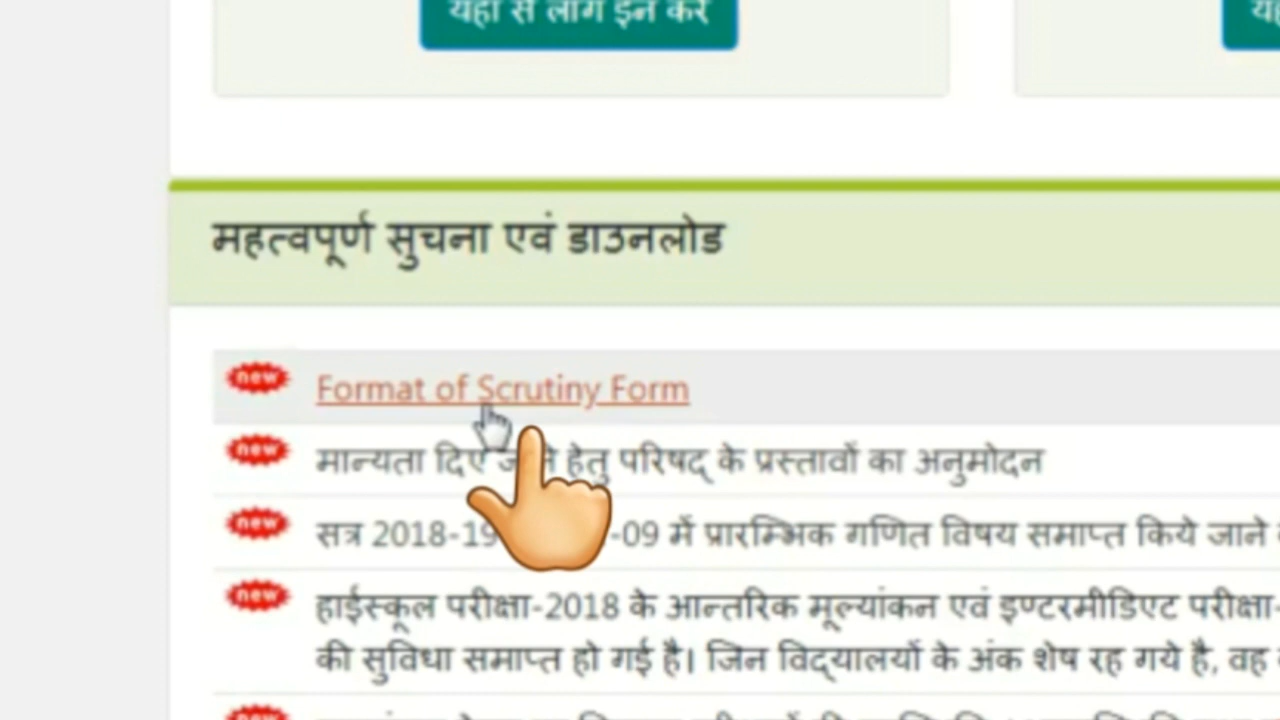 यहाँ से लॉग इन करें
महत्वपूर्ण सुचना एवं डाउनलोड
new Format of Scrutiny Form
new मान्यता दिए हेतु परिषद् के प्रस्तावों का अनुमोदन
new सत्र 2018-19 -09 में प्रारम्भिक गणित विषय समाप्त किये जाने
new हाईस्कूल परीक्षा-2018 के आन्तरिक मूल्यांकन एवं इण्टरमीडिएट परीक्षा-
की सुविधा समाप्त हो गई है। जिन विद्यालयों के अंक शेष रह गये है, वह
new